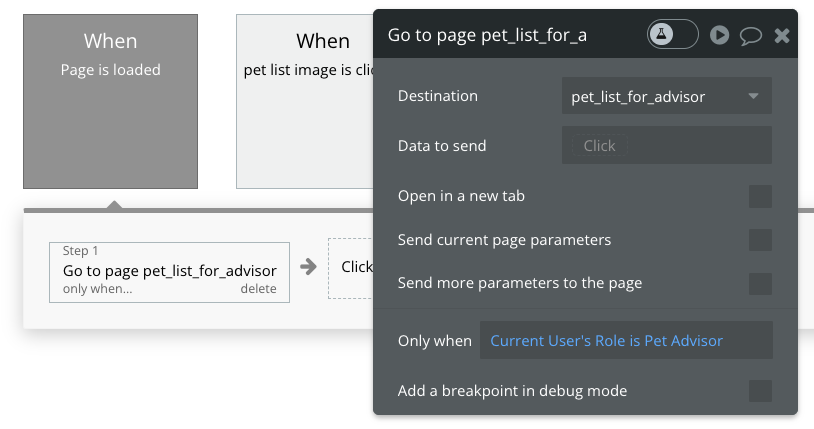 When
Page is loaded
When
pet list image is clic
Step 1
Go to page pet_list_for_advisor
only when...
delete
Click
Go to page pet_list_for_a
Destination
pet_list_for_advisor
Data to send
Click
Open in a new tab
Send current page parameters
Send more parameters to the page
Only when
Current User's Role is Pet Advisor
Add a breakpoint in debug mode